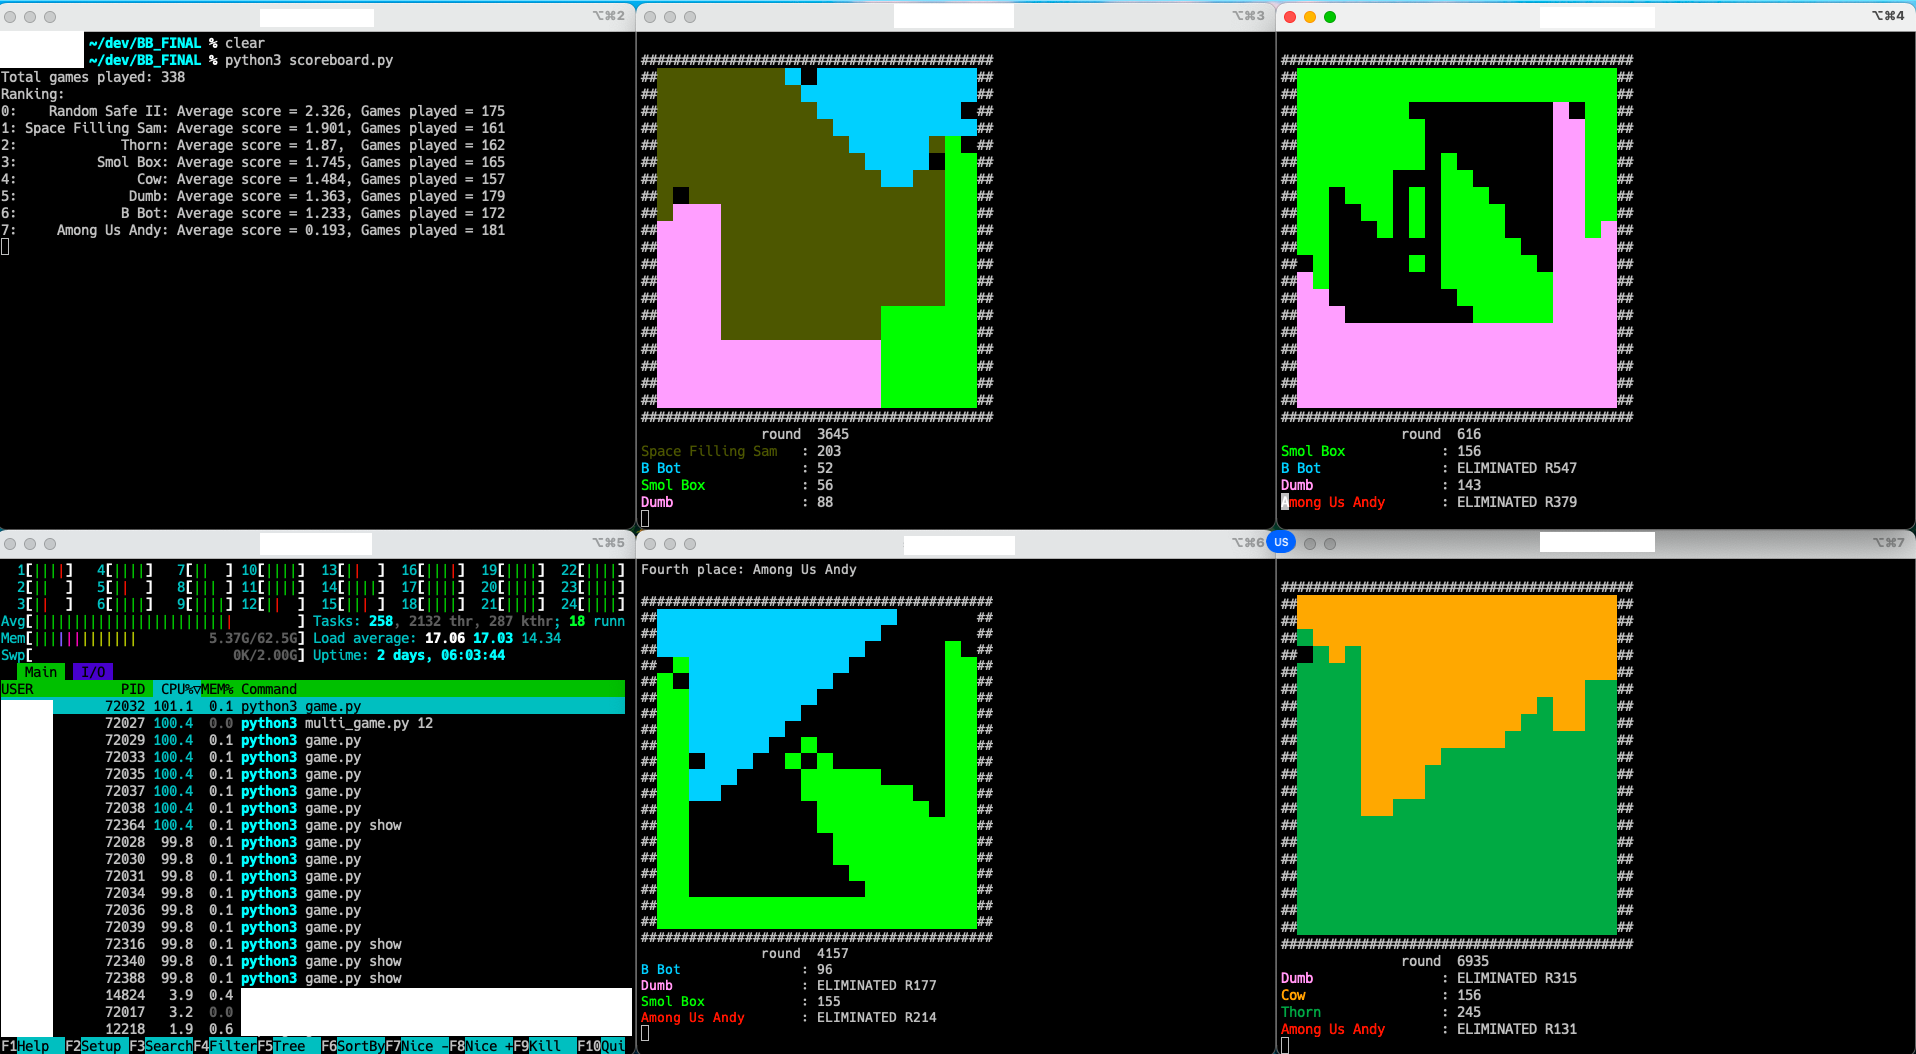 ⌥⌘2
~/dev/BB_FINAL % clear
~/dev/BB_FINAL % python3 scoreboard.py
Total games played: 338
Ranking:
0:    Random Safe II: Average score = 2.326, Games played = 175
1: Space Filling Sam: Average score = 1.901, Games played = 161
2:             Thorn: Average score = 1.87,  Games played = 162
3:          Smol Box: Average score = 1.745, Games played = 165
4:               Cow: Average score = 1.484, Games played = 157
5:              Dumb: Average score = 1.363, Games played = 179
6:             B Bot: Average score = 1.233, Games played = 172
7:      Among Us Andy: Average score = 0.193, Games played = 181
⌥⌘3
round  3645
Space Filling Sam   : 203
B Bot               : 52
Smol Box            : 56
Dumb                : 88
⌥⌘4
round  616
Smol Box            : 156
B Bot               : ELIMINATED R547
Dumb                : 143
Among Us Andy       : ELIMINATED R379
⌥⌘5
1[||||] 4[||||] 7[|| ] 10[||||] 13[|| ] 16[||||] 19[||||] 22[||||]
2[|| ] 5[|| ] 8[||| ] 11[||||] 14[||||] 17[||||] 20[||||] 23[||||]
3[|| ] 6[||||] 9[||||] 12[|| ] 15[||| ] 18[||||] 21[||||] 24[||||]
Avg[||||||||||||||||||||||||| ] Tasks: 258, 2132 thr, 287 kthr; 18 runn
Mem[||||||||||||| 5.37G/62.5G] Load average: 17.06 17.03 14.34
Swp[ 0K/2.00G] Uptime: 2 days, 06:03:44
Main I/O
USER PID CPU%▽MEM% Command
72032 101.1 0.1 python3 game.py
72027 100.4 0.0 python3 multi_game.py 12
72029 100.4 0.1 python3 game.py
72033 100.4 0.1 python3 game.py
72035 100.4 0.1 python3 game.py
72037 100.4 0.1 python3 game.py
72038 100.4 0.1 python3 game.py
72364 100.4 0.1 python3 game.py show
72028 99.8 0.1 python3 game.py
72030 99.8 0.1 python3 game.py
72031 99.8 0.1 python3 game.py
72034 99.8 0.1 python3 game.py
72036 99.8 0.1 python3 game.py
72039 99.8 0.1 python3 game.py
72316 99.8 0.1 python3 game.py show
72340 99.8 0.1 python3 game.py show
72388 99.8 0.1 python3 game.py show
14824 3.9 0.4
72017 3.2 0.0
12218 1.9 0.6
F1Help F2Setup F3SearchF4FilterF5Tree F6SortByF7Nice -F8Nice +F9Kill F10Qui
⌥⌘6
Fourth place: Among Us Andy
round  4157
B Bot               : 96
Dumb                : ELIMINATED R177
Smol Box            : 155
Among Us Andy       : ELIMINATED R214
US
⌥⌘7
round  6935
Dumb                : ELIMINATED R315
Cow                 : 156
Thorn               : 245
Among Us Andy       : ELIMINATED R131